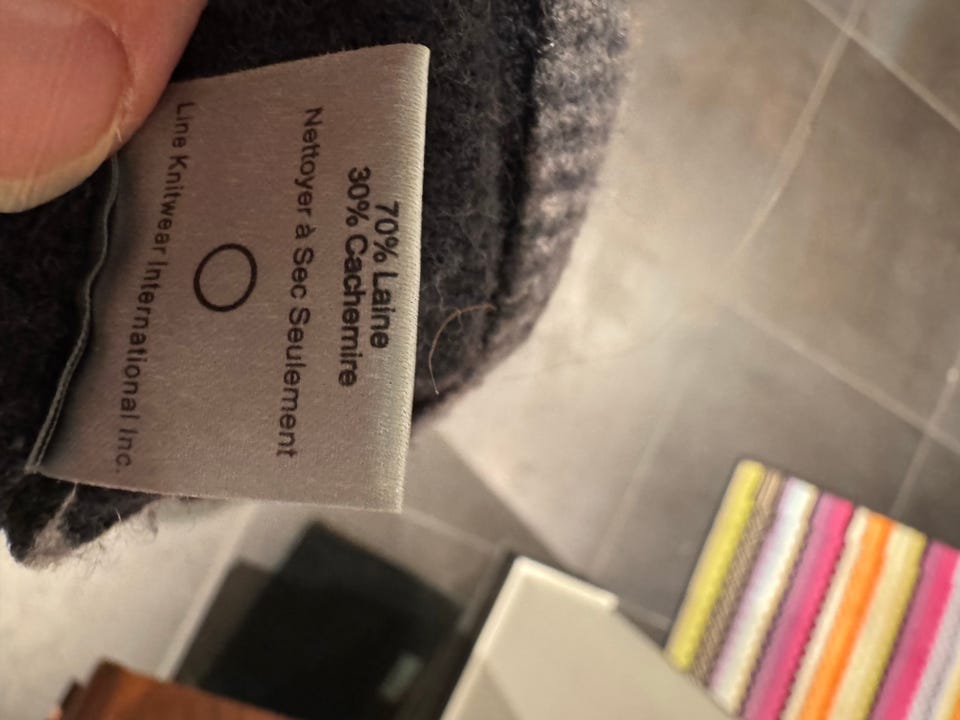 70% Laine
30% Cachemire
Nettoyer à Sec Seulement
Line Knitwear International Inc.